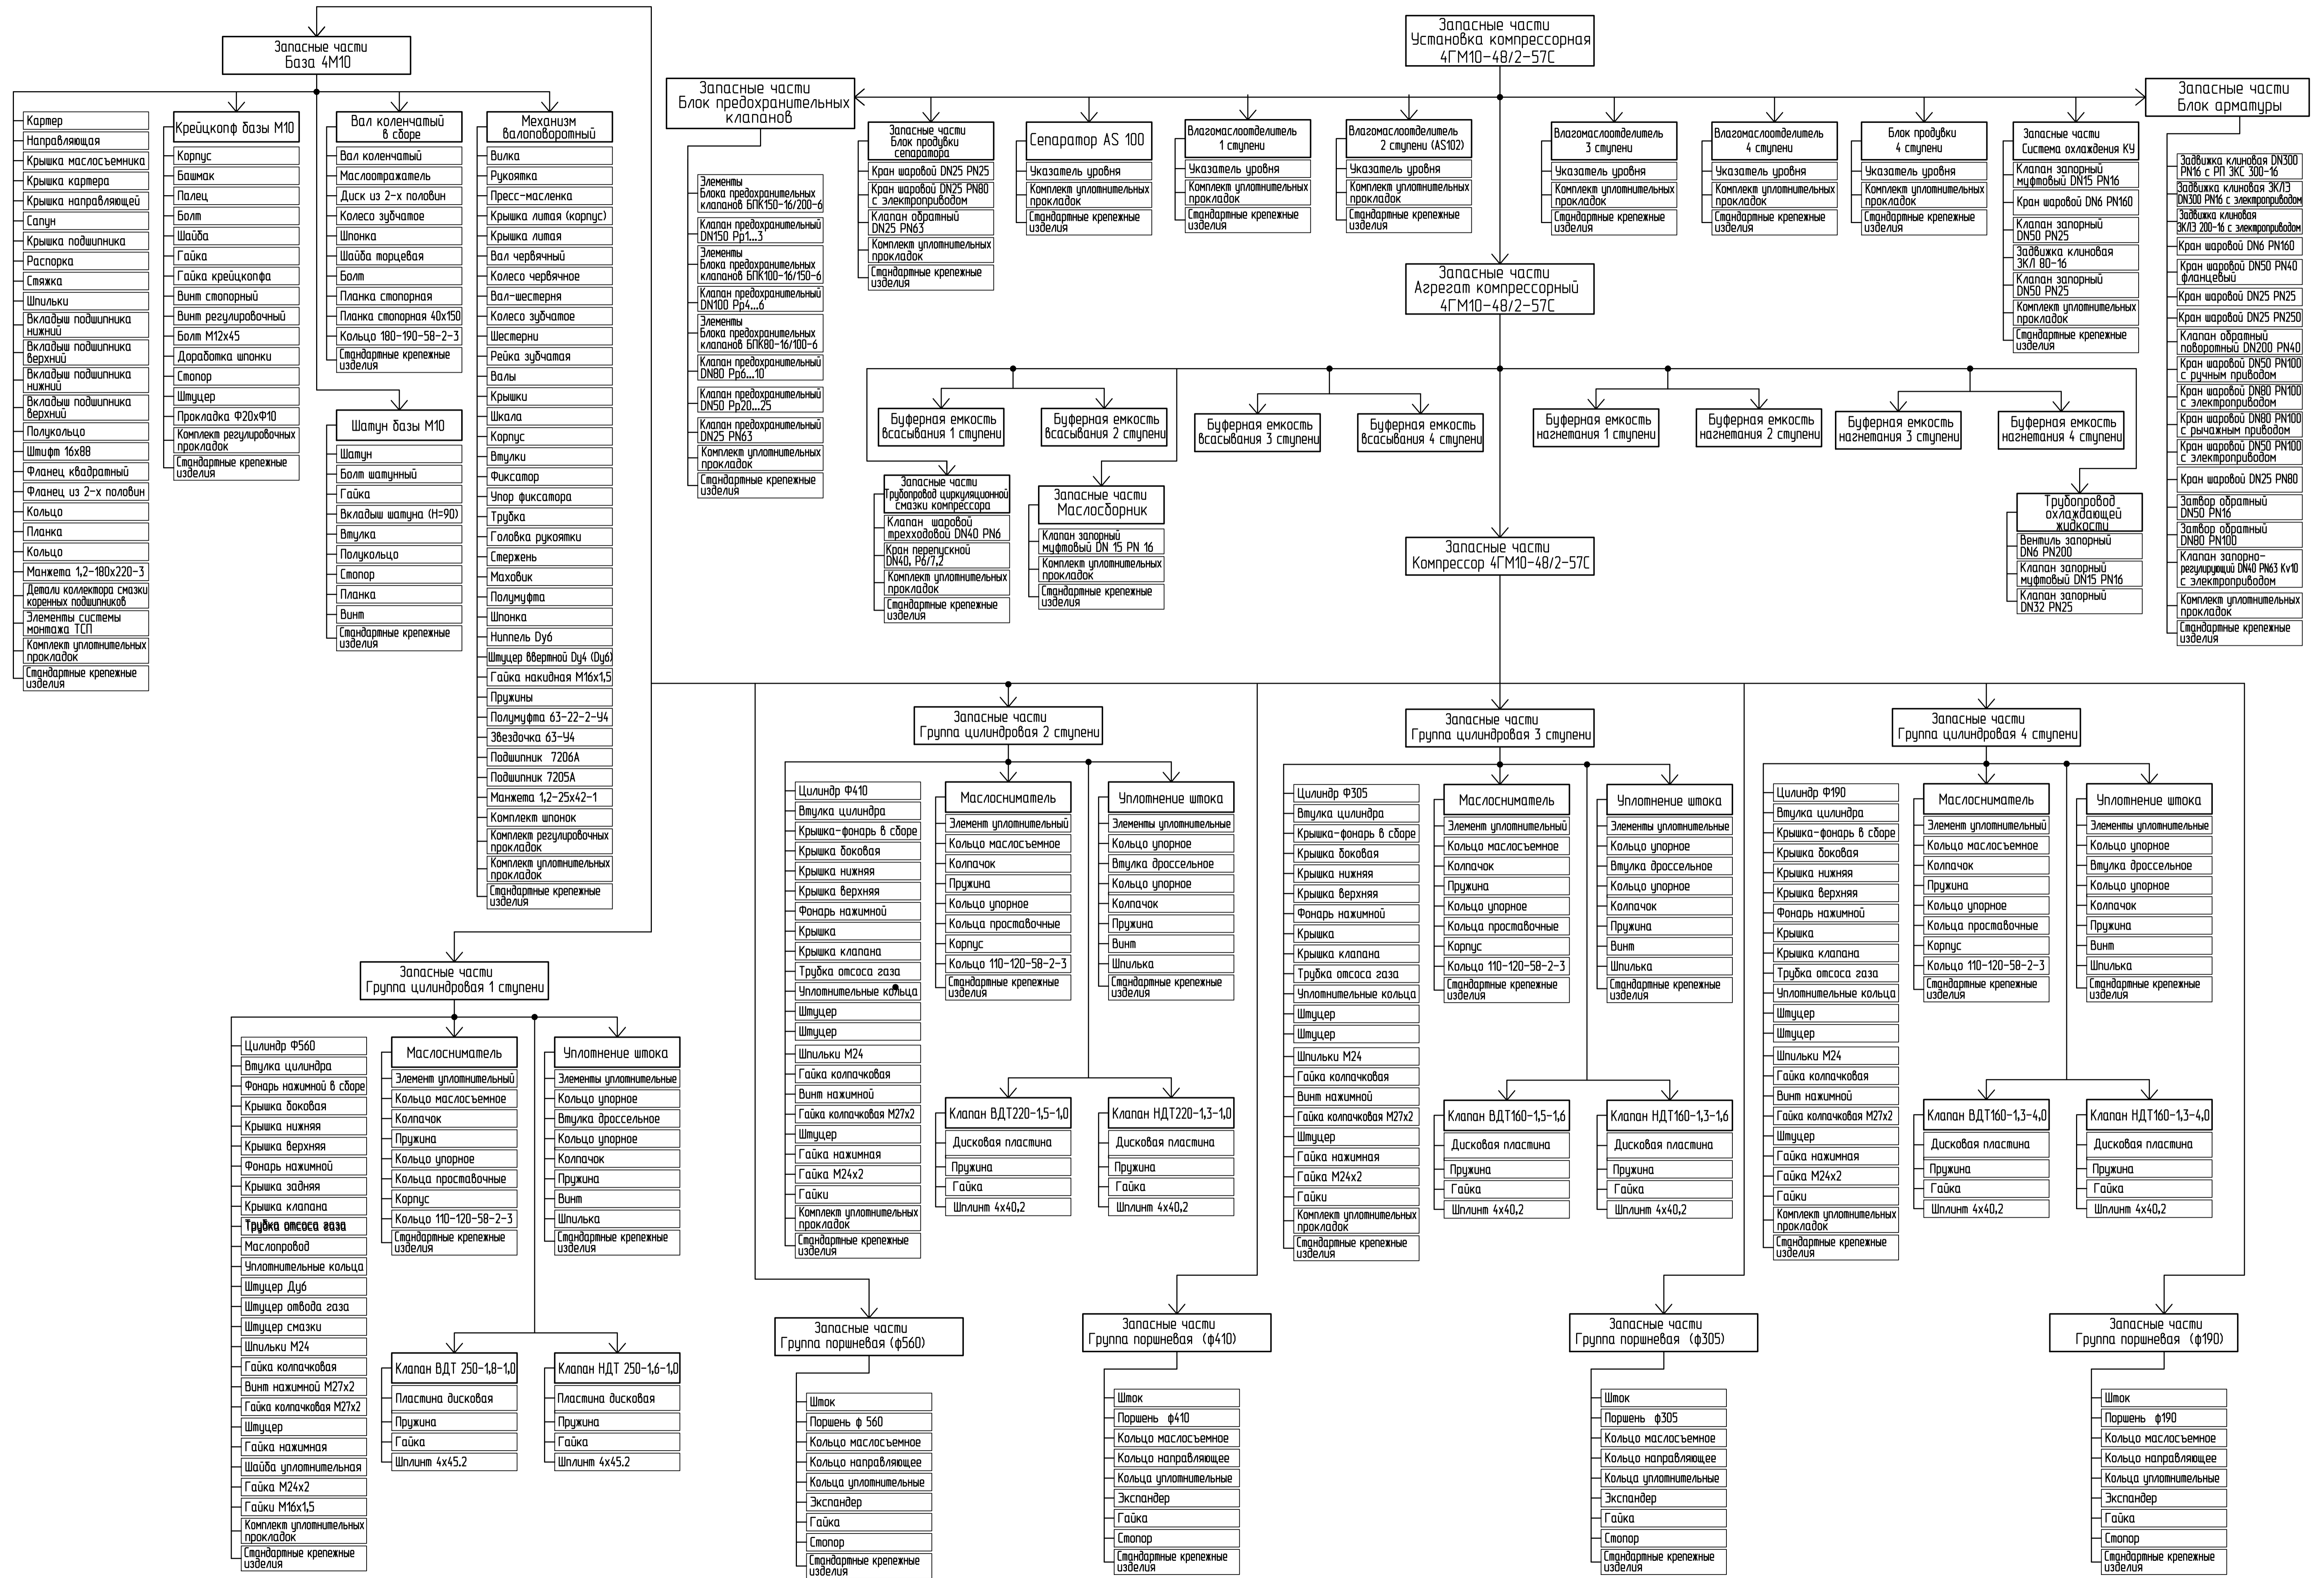 Запасные части
Установка компрессорная
4ГМ10-48/2-57С
Запасные части
База 4М10
Картер
Направляющая
Крышка маслосъемника
Крышка картера
Крышка направляющей
Сапун
Крышка подшипника
Распорка
Стяжка
Шпильки
Вкладыш подшипника
нижний
Вкладыш подшипника
верхний
Вкладыш подшипника
нижний
Вкладыш подшипника
верхний
Полукольцо
Штифт 16х88
Фланец квадратный
Фланец из 2-х половин
Кольцо
Планка
Кольцо
Манжета 1,2-180х220-3
Детали коллектора смазки
коренных подшипников
Элементы системы
монтажа ТСП
Комплект уплотнительных
прокладок
Стандартные крепежные
изделия
Крейцкопф базы М10
Корпус
Башмак
Палец
Болт
Шайба
Гайка
Гайка крейцкопфа
Винт стопорный
Винт регулировочный
Болт М12х45
Доработка шпонки
Стопор
Штуцер
Прокладка Ф20хФ10
Комплект регулировочных
прокладок
Стандартные крепежные
изделия
Вал коленчатый
в сборе
Вал коленчатый
Маслоотражатель
Диск из 2-х половин
Колесо зубчатое
Шпонка
Шайба торцевая
Болт
Планка стопорная
Планка стопорная 40х150
Кольцо 180-190-58-2-3
Стандартные крепежные
изделия
Шатун базы М10
Шатун
Болт шатунный
Гайка
Вкладыш шатуна (Н=90)
Втулка
Полукольцо
Стопор
Планка
Винт
Стандартные крепежные
изделия
Механизм
валоповоротный
Вилка
Рукоятка
Пресс-масленка
Крышка литая (корпус)
Крышка литая
Вал червячный
Колесо червячное
Вал-шестерня
Колесо зубчатое
Шестерни
Рейка зубчатая
Валы
Крышки
Шкала
Корпус
Втулки
Фиксатор
Упор фиксатора
Трубка
Головка рукоятки
Стержень
Маховик
Полумуфта
Шпонка
Ниппель Dу6
Штуцер ввертной Dу4 (Dу6)
Гайка накидная М16х1,5
Пружины
Полумуфта 63-22-2-У4
Звездочка 63-У4
Подшипник 7206А
Подшипник 7205А
Манжета 1,2-25х42-1
Комплект шпонок
Комплект регулировочных
прокладок
Комплект уплотнительных
прокладок
Стандартные крепежные
изделия
Запасные части
Блок предохранительных
клапанов
Элементы
Блока предохранительных
клапанов БПК150-16/200-6
Клапан предохранительный
DN150 Рр1...3
Элементы
Блока предохранительных
клапанов БПК100-16/150-6
Клапан предохранительный
DN100 Рр4...6
Элементы
Блока предохранительных
клапанов БПК80-16/100-6
Клапан предохранительный
DN80 Рр6...10
Клапан предохранительный
DN50 Рр20...25
Клапан предохранительный
DN25 PN63
Комплект уплотнительных
прокладок
Стандартные крепежные
изделия
Запасные части
Блок продувки
сепаратора
Кран шаровой DN25 PN25
Кран шаровой DN25 PN80
с электроприводом
Клапан обратный
DN25 PN63
Комплект уплотнительных
прокладок
Стандартные крепежные
изделия
Сепаратор AS 100
Указатель уровня
Комплект уплотнительных
прокладок
Стандартные крепежные
изделия
Влагомаслоотделитель
1 ступени
Указатель уровня
Комплект уплотнительных
прокладок
Стандартные крепежные
изделия
Влагомаслоотделитель
2 ступени (AS102)
Указатель уровня
Комплект уплотнительных
прокладок
Стандартные крепежные
изделия
Влагомаслоотделитель
3 ступени
Указатель уровня
Комплект уплотнительных
прокладок
Стандартные крепежные
изделия
Влагомаслоотделитель
4 ступени
Указатель уровня
Комплект уплотнительных
прокладок
Стандартные крепежные
изделия
Блок продувки
4 ступени
Указатель уровня
Комплект уплотнительных
прокладок
Стандартные крепежные
изделия
Запасные части
Система охлаждения КУ
Клапан запорный
муфтовый DN15 PN16
Кран шаровой DN6 PN160
Клапан запорный
DN50 PN25
Задвижка клиновая
ЗКЛ 80-16
Клапан запорный
DN50 PN25
Комплект уплотнительных
прокладок
Стандартные крепежные
изделия
Запасные части
Блок арматуры
Задвижка клиновая DN300
PN16 с РП ЗКС 300-16
Задвижка клиновая ЗКЛЗ
DN300 PN16 с электроприводом
Задвижка клиновая
ЗКЛЗ 200-16 с электроприводом
Кран шаровой DN6 PN160
Кран шаровой DN50 PN40
фланцевый
Кран шаровой DN25 PN25
Кран шаровой DN25 PN250
Клапан обратный
поворотный DN200 PN40
Кран шаровой DN50 PN100
с ручным приводом
Кран шаровой DN80 PN100
с электроприводом
Кран шаровой DN80 PN100
с рычажным приводом
Кран шаровой DN50 PN100
с электроприводом
Кран шаровой DN25 PN80
Затвор обратный
DN50 PN16
Затвор обратный
DN80 PN100
Клапан запорно-
регулирующий DN40 PN63 Kv10
с электроприводом
Комплект уплотнительных
прокладок
Стандартные крепежные
изделия
Запасные части
Агрегат компрессорный
4ГМ10-48/2-57С
Буферная емкость
всасывания 1 ступени
Буферная емкость
всасывания 2 ступени
Буферная емкость
всасывания 3 ступени
Буферная емкость
всасывания 4 ступени
Буферная емкость
нагнетания 1 ступени
Буферная емкость
нагнетания 2 ступени
Буферная емкость
нагнетания 3 ступени
Буферная емкость
нагнетания 4 ступени
Запасные части
Трубопровод циркуляционной
смазки компрессора
Клапан шаровой
трехходовой DN40 PN6
Кран перепускной
DN40, Р6/7,2
Комплект уплотнительных
прокладок
Стандартные крепежные
изделия
Запасные части
Маслосборник
Клапан запорный
муфтовый DN 15 PN 16
Комплект уплотнительных
прокладок
Стандартные крепежные
изделия
Трубопровод
охлаждающей
жидкости
Вентиль запорный
DN6 PN200
Клапан запорный
муфтовый DN15 PN16
Клапан запорный
DN32 PN25
Запасные части
Компрессор 4ГМ10-48/2-57С
Запасные части
Группа цилиндровая 1 ступени
Цилиндр Ф560
Втулка цилиндра
Фонарь нажимной в сборе
Крышка боковая
Крышка нижняя
Крышка верхняя
Фонарь нажимной
Крышка задняя
Крышка клапана
Трубка отсоса газа
Маслопровод
Уплотнительные кольца
Штуцер Ду6
Штуцер отвода газа
Штуцер смазки
Шпильки М24
Гайка колпачковая
Винт нажимной М27х2
Гайка колпачковая М27х2
Штуцер
Гайка нажимная
Шайба уплотнительная
Гайка М24х2
Гайки М16х1,5
Комплект уплотнительных
прокладок
Стандартные крепежные
изделия
Маслосниматель
Элемент уплотнительный
Кольцо маслосъемное
Колпачок
Пружина
Кольцо упорное
Кольца проставочные
Корпус
Кольцо 110-120-58-2-3
Стандартные крепежные
изделия
Уплотнение штока
Элементы уплотнительные
Кольцо упорное
Втулка дроссельное
Кольцо упорное
Колпачок
Пружина
Винт
Шпилька
Стандартные крепежные
изделия
Клапан ВДТ 250-1,8-1,0
Пластина дисковая
Пружина
Гайка
Шплинт 4х45.2
Клапан НДТ 250-1,6-1,0
Пластина дисковая
Пружина
Гайка
Шплинт 4х45.2
Запасные части
Группа цилиндровая 2 ступени
Цилиндр Ф410
Втулка цилиндра
Крышка-фонарь в сборе
Крышка боковая
Крышка нижняя
Крышка верхняя
Фонарь нажимной
Крышка
Крышка клапана
Трубка отсоса газа
Уплотнительные кольца
Штуцер
Штуцер
Шпильки М24
Гайка колпачковая
Винт нажимной
Гайка колпачковая М27х2
Штуцер
Гайка нажимная
Гайка М24х2
Гайки
Комплект уплотнительных
прокладок
Стандартные крепежные
изделия
Маслосниматель
Элемент уплотнительный
Кольцо маслосъемное
Колпачок
Пружина
Кольцо упорное
Кольца проставочные
Корпус
Кольцо 110-120-58-2-3
Стандартные крепежные
изделия
Уплотнение штока
Элементы уплотнительные
Кольцо упорное
Втулка дроссельное
Кольцо упорное
Колпачок
Пружина
Винт
Шпилька
Стандартные крепежные
изделия
Клапан ВДТ220-1,5-1,0
Дисковая пластина
Пружина
Гайка
Шплинт 4х40,2
Клапан НДТ220-1,3-1,0
Дисковая пластина
Пружина
Гайка
Шплинт 4х40,2
Запасные части
Группа цилиндровая 3 ступени
Цилиндр Ф305
Втулка цилиндра
Крышка-фонарь в сборе
Крышка боковая
Крышка нижняя
Крышка верхняя
Фонарь нажимной
Крышка
Крышка клапана
Трубка отсоса газа
Уплотнительные кольца
Штуцер
Штуцер
Шпильки М24
Гайка колпачковая
Винт нажимной
Гайка колпачковая М27х2
Штуцер
Гайка нажимная
Гайка М24х2
Гайки
Комплект уплотнительных
прокладок
Стандартные крепежные
изделия
Маслосниматель
Элемент уплотнительный
Кольцо маслосъемное
Колпачок
Пружина
Кольцо упорное
Кольца проставочные
Корпус
Кольцо 110-120-58-2-3
Стандартные крепежные
изделия
Уплотнение штока
Элементы уплотнительные
Кольцо упорное
Втулка дроссельное
Кольцо упорное
Колпачок
Пружина
Винт
Шпилька
Стандартные крепежные
изделия
Клапан ВДТ160-1,5-1,6
Дисковая пластина
Пружина
Гайка
Шплинт 4х40,2
Клапан НДТ160-1,3-1,6
Дисковая пластина
Пружина
Гайка
Шплинт 4х40,2
Запасные части
Группа цилиндровая 4 ступени
Цилиндр Ф190
Втулка цилиндра
Крышка-фонарь в сборе
Крышка боковая
Крышка нижняя
Крышка верхняя
Фонарь нажимной
Крышка
Крышка клапана
Трубка отсоса газа
Уплотнительные кольца
Штуцер
Штуцер
Шпильки М24
Гайка колпачковая
Винт нажимной
Гайка колпачковая М27х2
Штуцер
Гайка нажимная
Гайка М24х2
Гайки
Комплект уплотнительных
прокладок
Стандартные крепежные
изделия
Маслосниматель
Элемент уплотнительный
Кольцо маслосъемное
Колпачок
Пружина
Кольцо упорное
Кольца проставочные
Корпус
Кольцо 110-120-58-2-3
Стандартные крепежные
изделия
Уплотнение штока
Элементы уплотнительные
Кольцо упорное
Втулка дроссельное
Кольцо упорное
Колпачок
Пружина
Винт
Шпилька
Стандартные крепежные
изделия
Клапан ВДТ160-1,3-4,0
Дисковая пластина
Пружина
Гайка
Шплинт 4х40,2
Клапан НДТ160-1,3-4,0
Дисковая пластина
Пружина
Гайка
Шплинт 4х40,2
Запасные части
Группа поршневая (ф560)
Шток
Поршень ф 560
Кольцо маслосъемное
Кольцо направляющее
Кольца уплотнительные
Экспандер
Гайка
Стопор
Стандартные крепежные
изделия
Запасные части
Группа поршневая (ф410)
Шток
Поршень ф410
Кольцо маслосъемное
Кольцо направляющее
Кольца уплотнительные
Экспандер
Гайка
Стопор
Стандартные крепежные
изделия
Запасные части
Группа поршневая (ф305)
Шток
Поршень ф305
Кольцо маслосъемное
Кольцо направляющее
Кольца уплотнительные
Экспандер
Гайка
Стопор
Стандартные крепежные
изделия
Запасные части
Группа поршневая (ф190)
Шток
Поршень ф190
Кольцо маслосъемное
Кольцо направляющее
Кольца уплотнительные
Экспандер
Гайка
Стопор
Стандартные крепежные
изделия